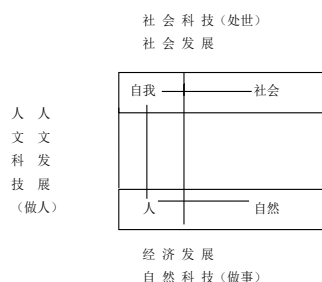 社会科技（处世）
社会发展
自我 社会
人 人
文 文
科 发
技 展
（做人）
人 自然
经济发展
自然科技（做事）